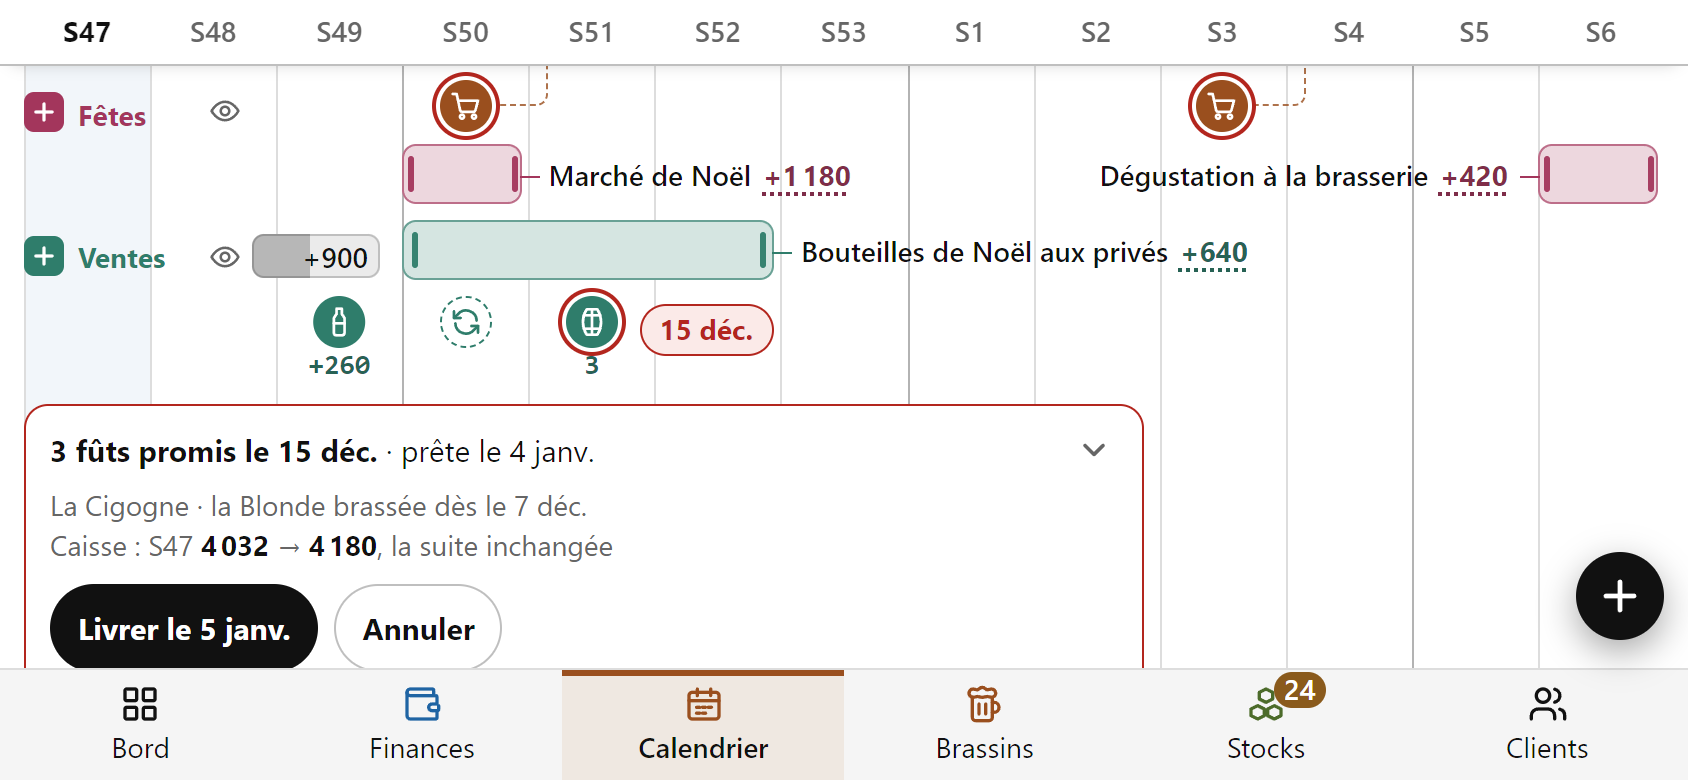 S47 S48 S49 S50 S51 S52 S53 S1 S2 S3 S4 S5 S6
Fêtes
Marché de Noël +1 180
Dégustation à la brasserie +420
Ventes
+900
Bouteilles de Noël aux privés +640
+260
3
15 déc.
3 fûts promis le 15 déc. · prête le 4 janv.
La Cigogne · la Blonde brassée dès le 7 déc.
Caisse : S47 4 032 → 4 180, la suite inchangée
Livrer le 5 janv. Annuler
24
Bord Finances Calendrier Brassins Stocks Clients